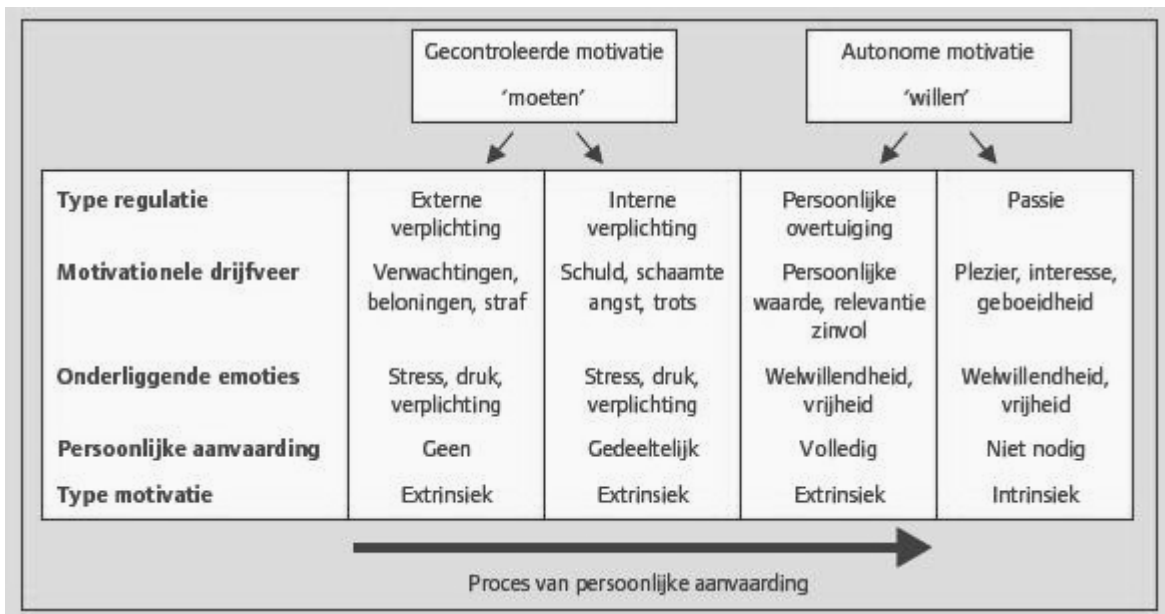 Gecontroleerde motivatie
'moeten'
Autonome motivatie
'willen'
Type regulatie
Externe
verplichting
Interne
verplichting
Persoonlijke
overtuiging
Passie
Motivationele drijfveer
Verwachtingen,
beloningen, straf
Schuld, schaamte
angst, trots
Persoonlijke
waarde, relevantie
zinvol
Plezier, interesse,
geboeidheid
Onderliggende emoties
Stress, druk,
verplichting
Stress, druk,
verplichting
Welwillendheid,
vrijheid
Welwillendheid,
vrijheid
Persoonlijke aanvaarding
Geen
Gedeeltelijk
Volledig
Niet nodig
Type motivatie
Extrinsiek
Extrinsiek
Extrinsiek
Intrinsiek
Proces van persoonlijke aanvaarding